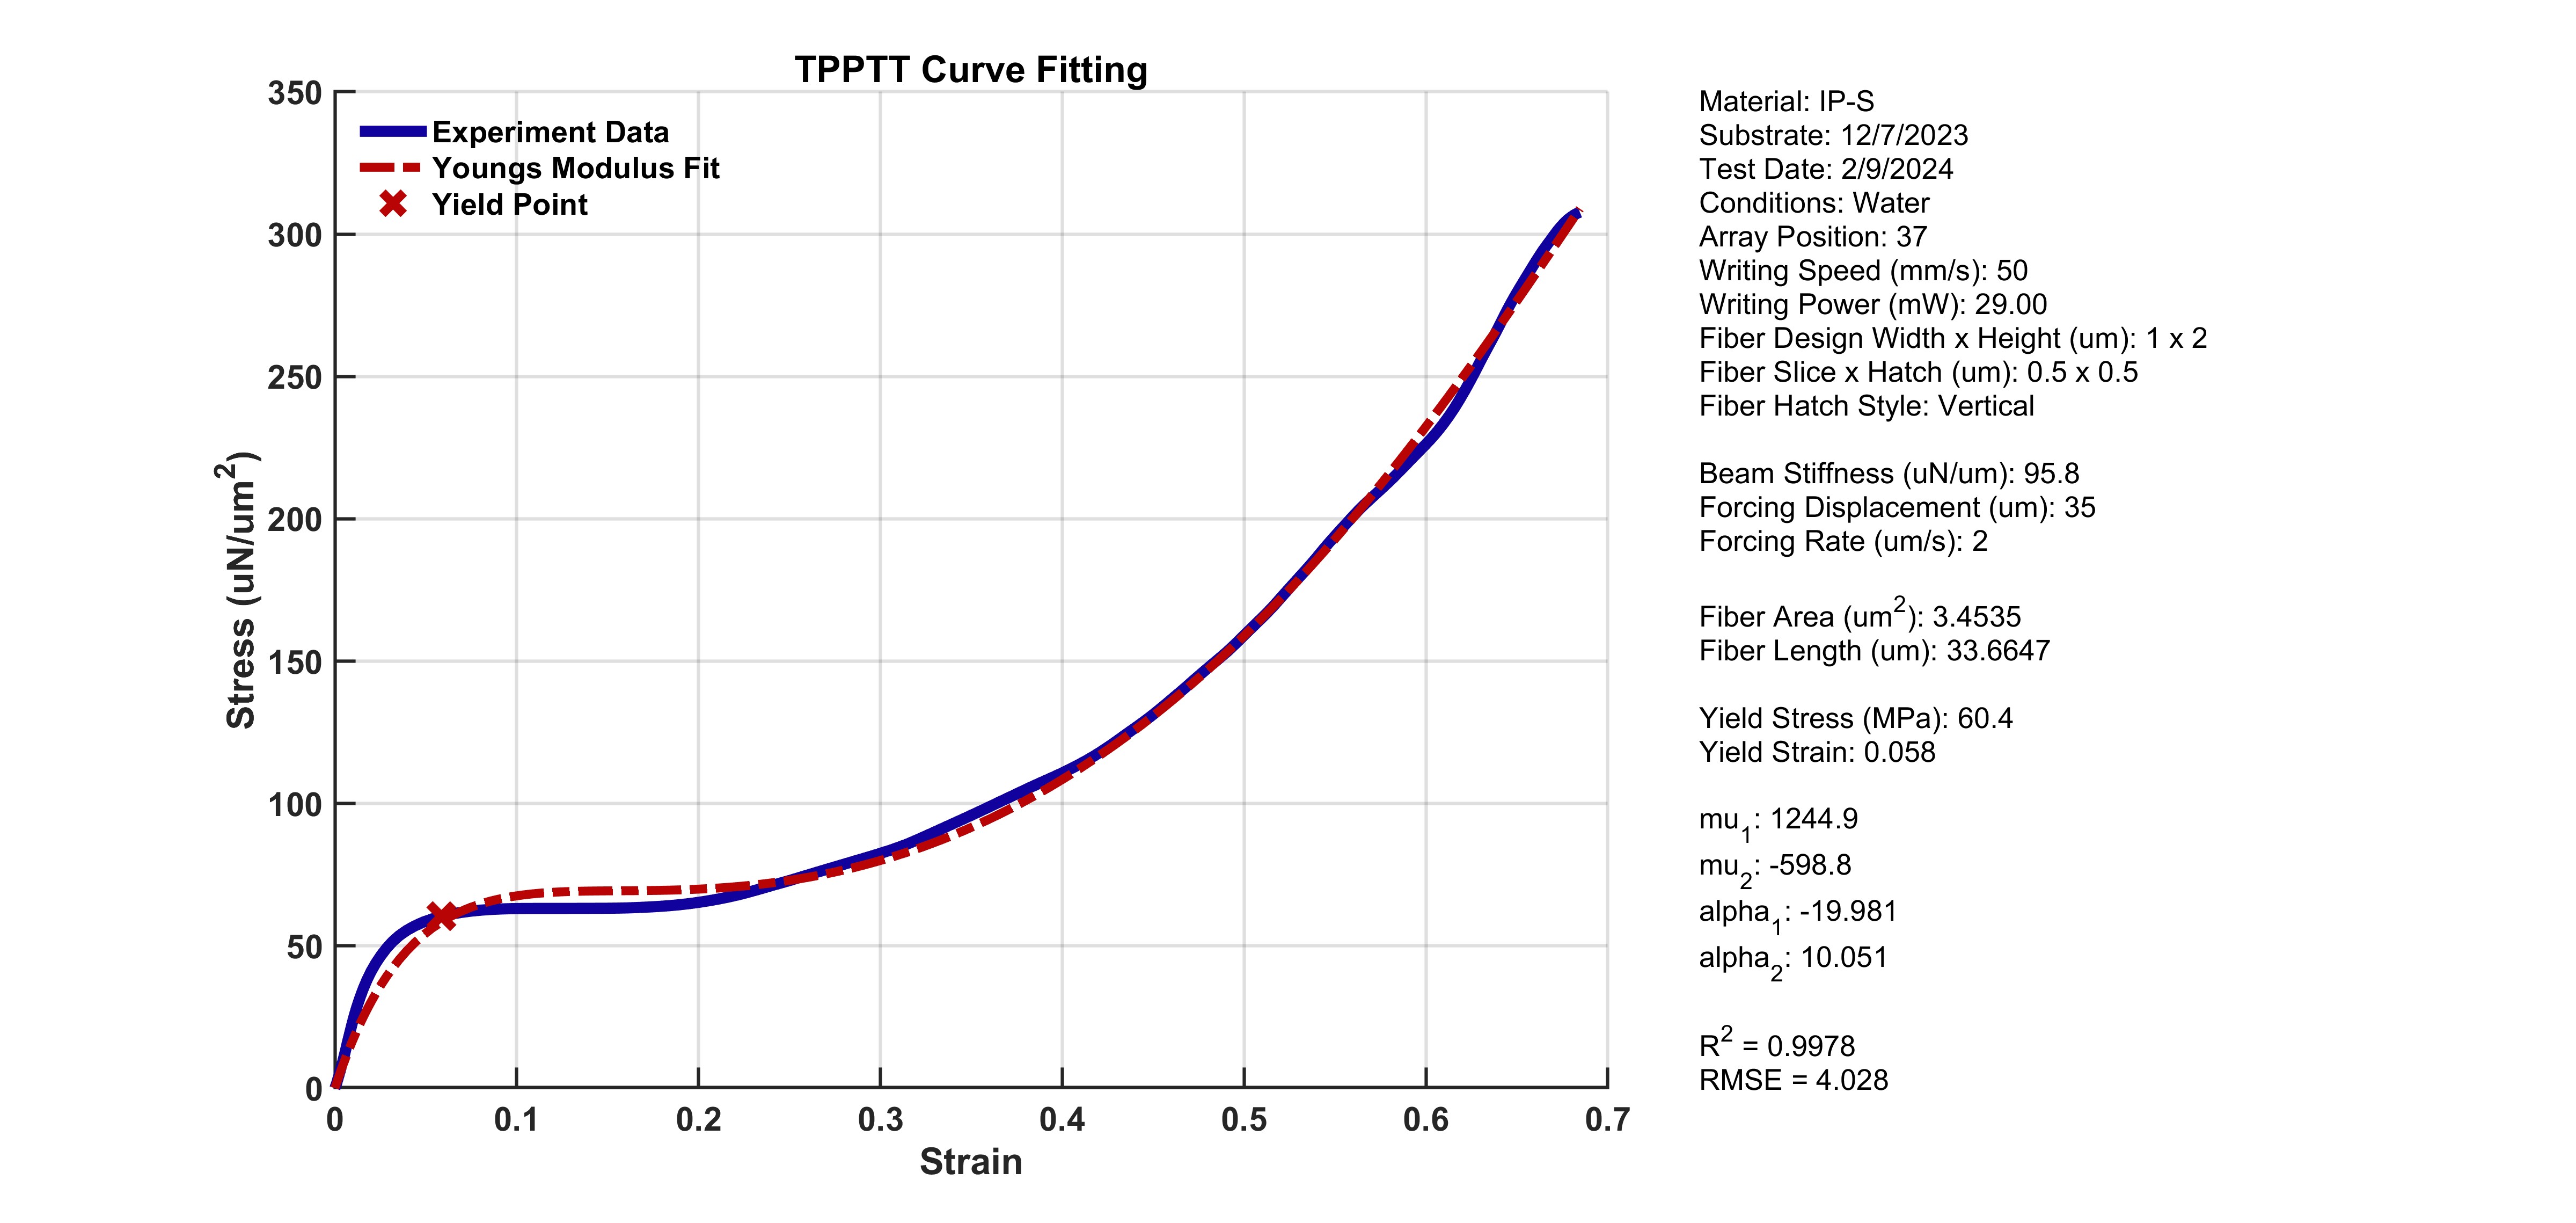 TPPTT Curve Fitting
350
300
250
200
150
100
50
0
Stress (uN/um²)
Experiment Data
Youngs Modulus Fit
Yield Point
0 0.1 0.2 0.3 0.4 0.5 0.6 0.7
Strain
Material: IP-S
Substrate: 12/7/2023
Test Date: 2/9/2024
Conditions: Water
Array Position: 37
Writing Speed (mm/s): 50
Writing Power (mW): 29.00
Fiber Design Width x Height (um): 1 x 2
Fiber Slice x Hatch (um): 0.5 x 0.5
Fiber Hatch Style: Vertical
Beam Stiffness (uN/um): 95.8
Forcing Displacement (um): 35
Forcing Rate (um/s): 2
Fiber Area (um²): 3.4535
Fiber Length (um): 33.6647
Yield Stress (MPa): 60.4
Yield Strain: 0.058
mu₁: 1244.9
mu₂: -598.8
alpha₁: -19.981
alpha₂: 10.051
R² = 0.9978
RMSE = 4.028